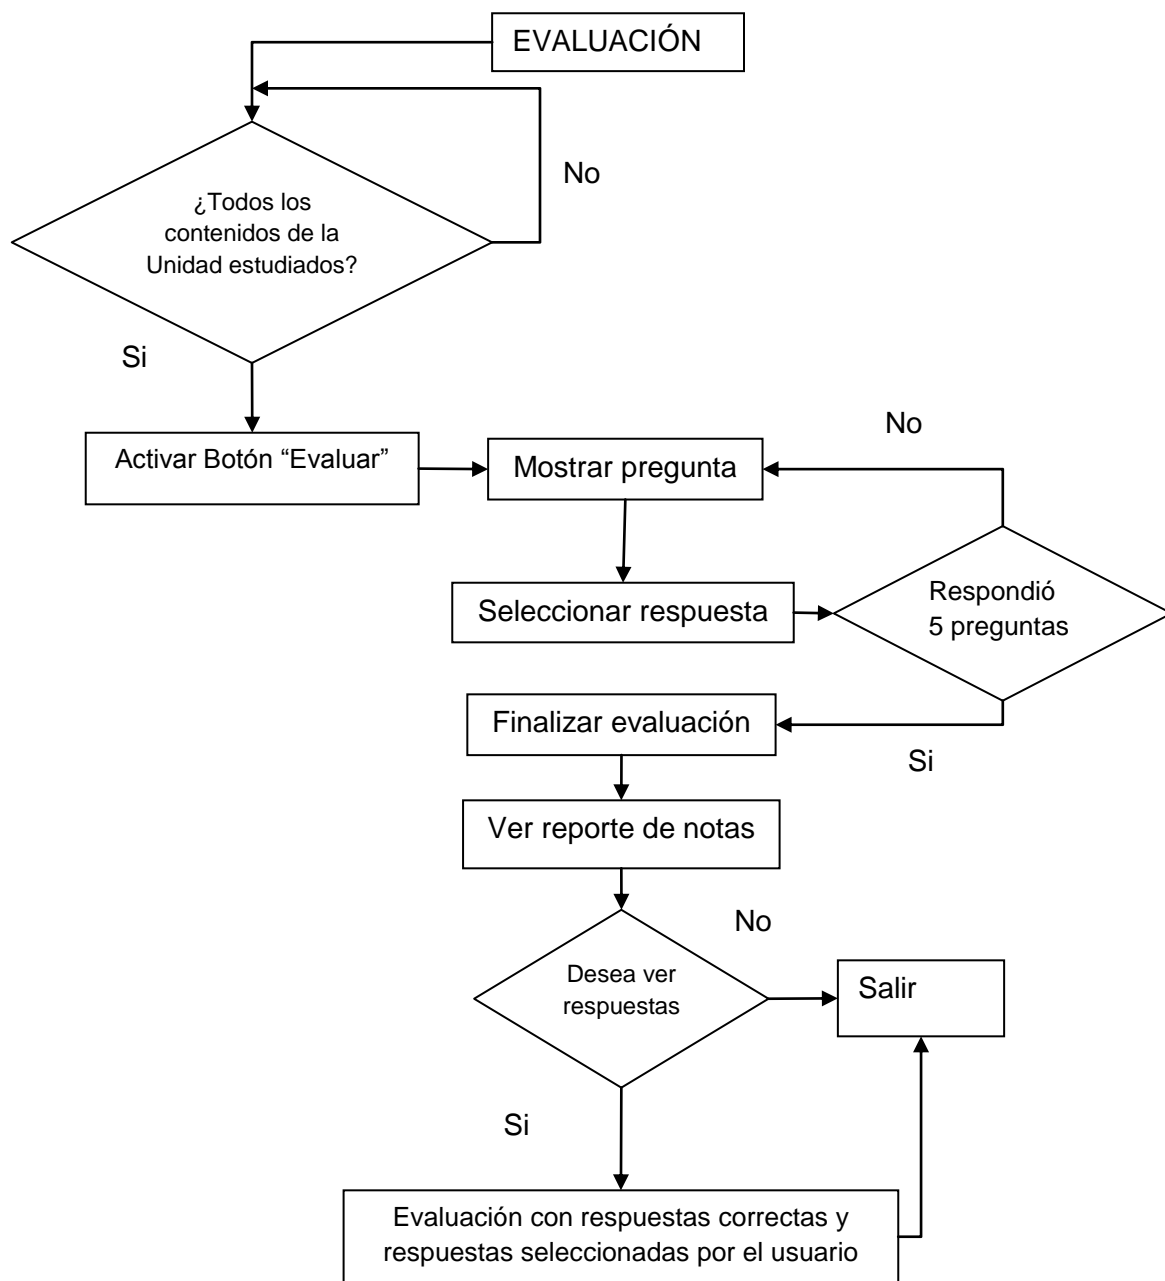 EVALUACIÓN
No
¿Todos los
contenidos de la
Unidad estudiados?
Si
No
Activar Botón “Evaluar”
Mostrar pregunta
Respondió
5 preguntas
Seleccionar respuesta
Finalizar evaluación
Si
Ver reporte de notas
No
Desea ver
respuestas
Salir
Si
Evaluación con respuestas correctas y
respuestas seleccionadas por el usuario